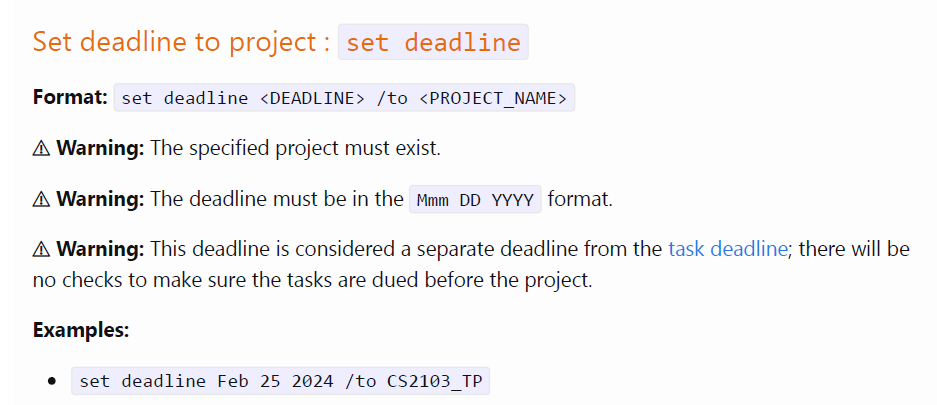 Set deadline to project : set deadline
Format: set deadline <DEADLINE> /to <PROJECT_NAME>
⚠ Warning: The specified project must exist.
⚠ Warning: The deadline must be in the Mmm DD YYYY format.
⚠ Warning: This deadline is considered a separate deadline from the task deadline; there will be
no checks to make sure the tasks are dued before the project.
Examples:
• set deadline Feb 25 2024 /to CS2103_TP